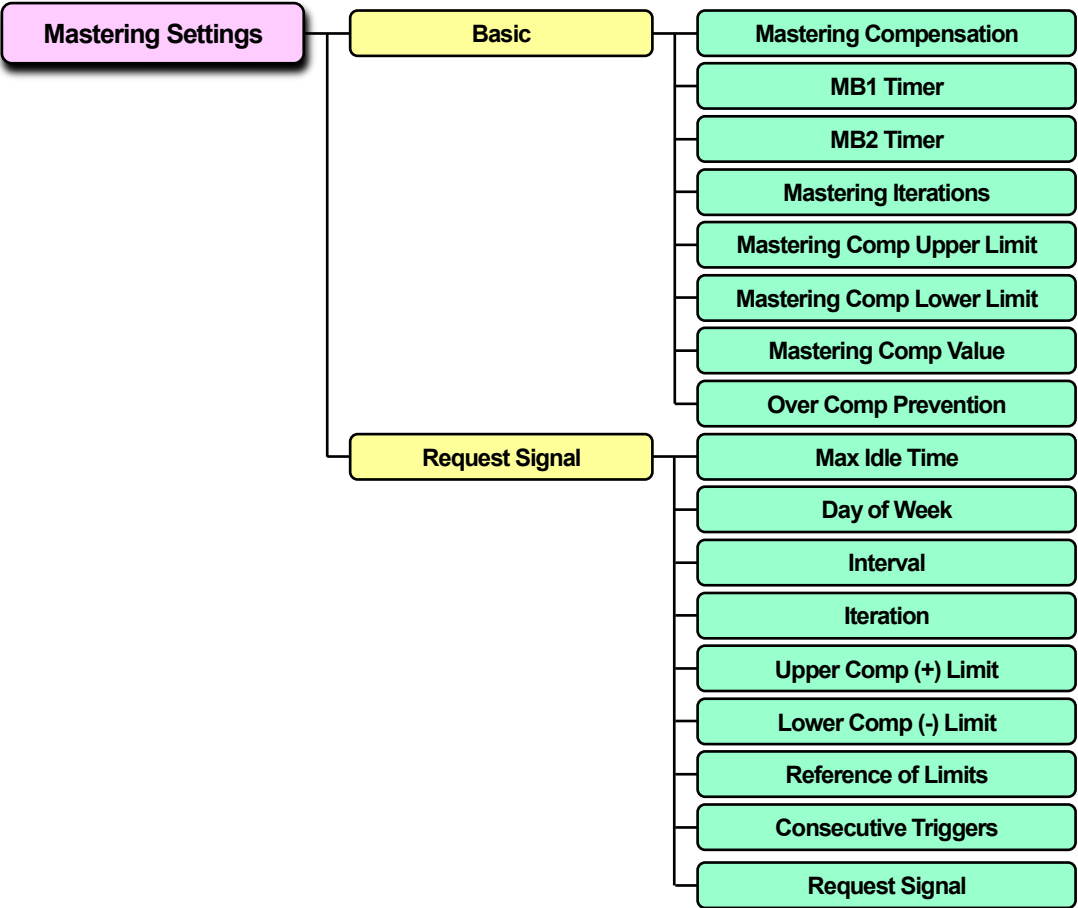 Mastering Settings
Basic
Mastering Compensation
MB1 Timer
MB2 Timer
Mastering Iterations
Mastering Comp Upper Limit
Mastering Comp Lower Limit
Mastering Comp Value
Over Comp Prevention
Request Signal
Max Idle Time
Day of Week
Interval
Iteration
Upper Comp (+) Limit
Lower Comp (-) Limit
Reference of Limits
Consecutive Triggers
Request Signal